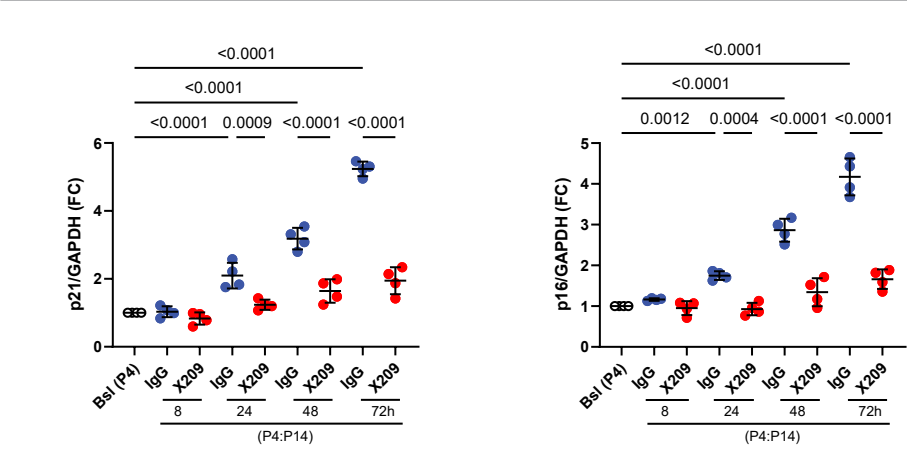 <0.0001
<0.0001
<0.0001 0.0009 <0.0001 <0.0001
6
4
2
0
p21/GAPDH (FC)
Bsl (P4) IgG X209 IgG X209 IgG X209 IgG X209
8 24 48 72h
(P4:P14)
<0.0001
<0.0001
0.0012 0.0004 <0.0001 <0.0001
5
4
3
2
1
0
p16/GAPDH (FC)
Bsl (P4) IgG X209 IgG X209 IgG X209 IgG X209
8 24 48 72h
(P4:P14)